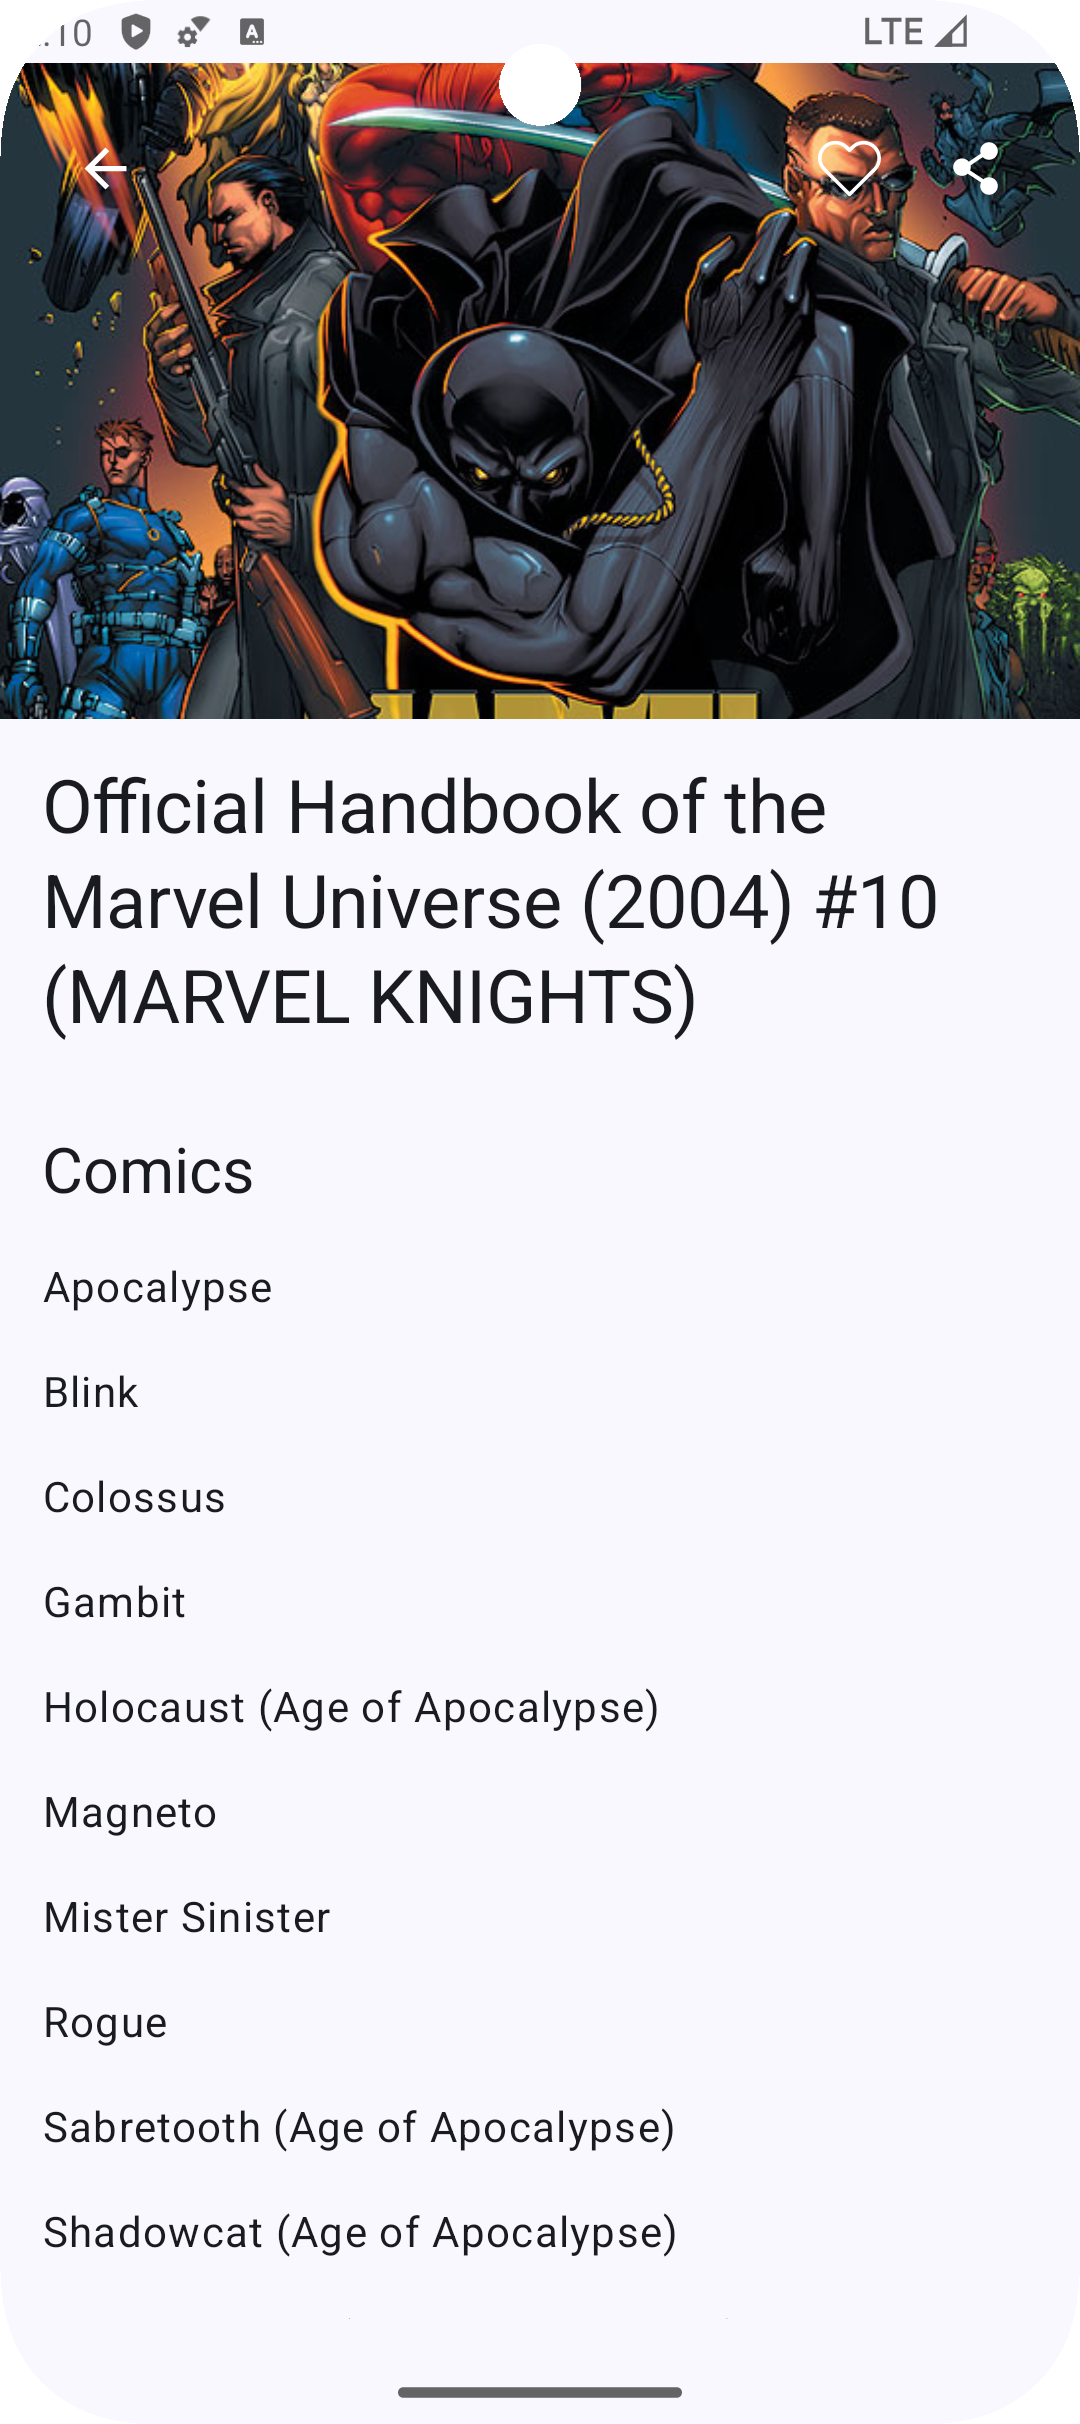 :10
LTE
Official Handbook of the
Marvel Universe (2004) #10
(MARVEL KNIGHTS)
Comics
Apocalypse
Blink
Colossus
Gambit
Holocaust (Age of Apocalypse)
Magneto
Mister Sinister
Rogue
Sabretooth (Age of Apocalypse)
Shadowcat (Age of Apocalypse)